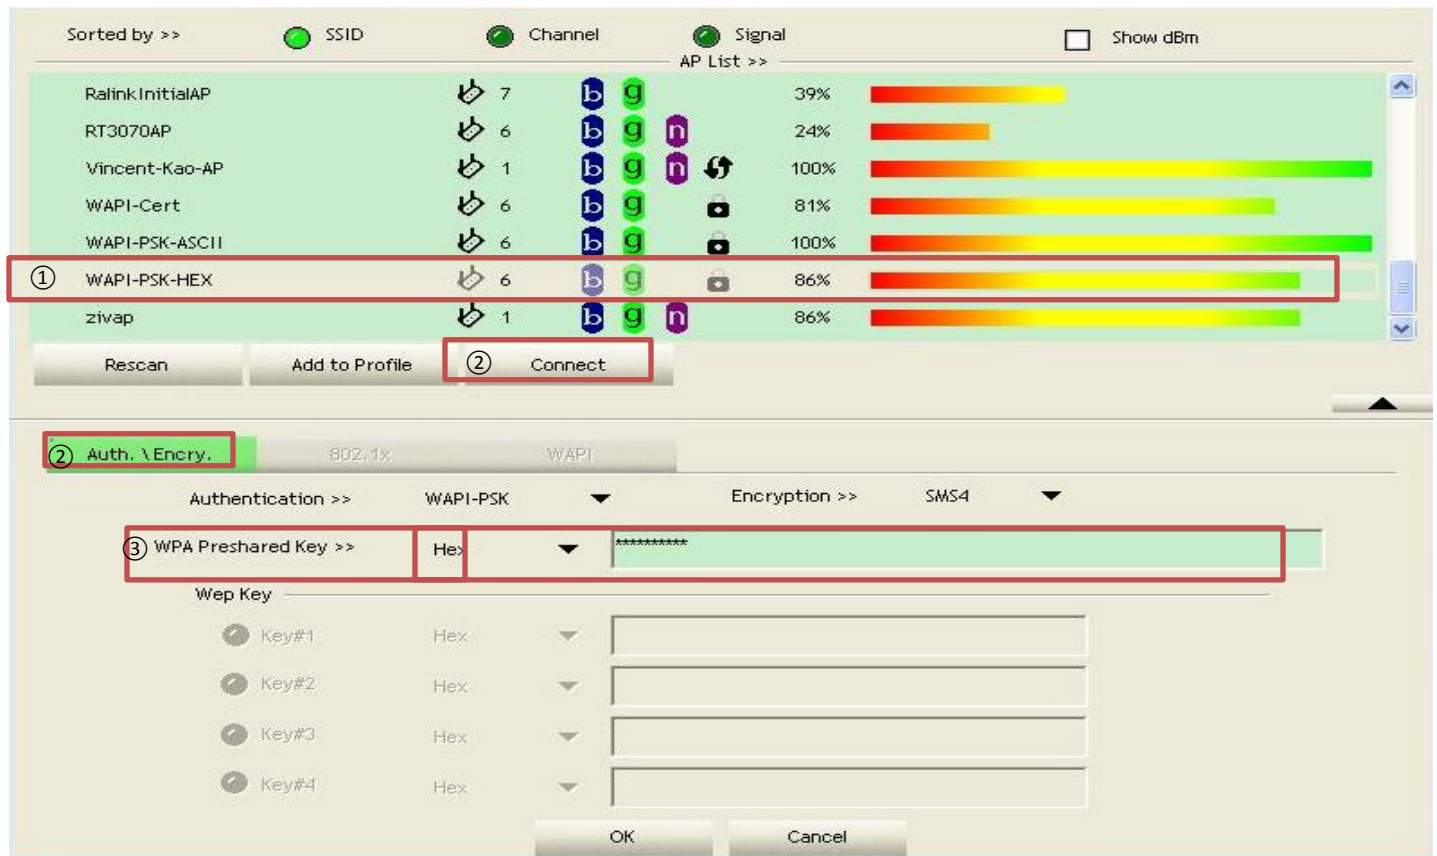 Sorted by >> SSID Channel Signal Show dBm
AP List >>
RalinkInitialAP 7 b g 39%
RT3070AP 6 b g n 24%
Vincent-Kao-AP 1 b g n 100%
WAPI-Cert 6 b g 81%
WAPI-PSK-ASCII 6 b g 100%
① WAPI-PSK-HEX 6 b g 86%
zivap 1 b g n 86%
Rescan Add to Profile ② Connect
② Auth. \ Encry. 802.1x WAPI
Authentication >> WAPI-PSK Encryption >> SMS4
③ WPA Preshared Key >> Hex **********
Wep Key
Key#1 Hex
Key#2 Hex
Key#3 Hex
Key#4 Hex
OK Cancel